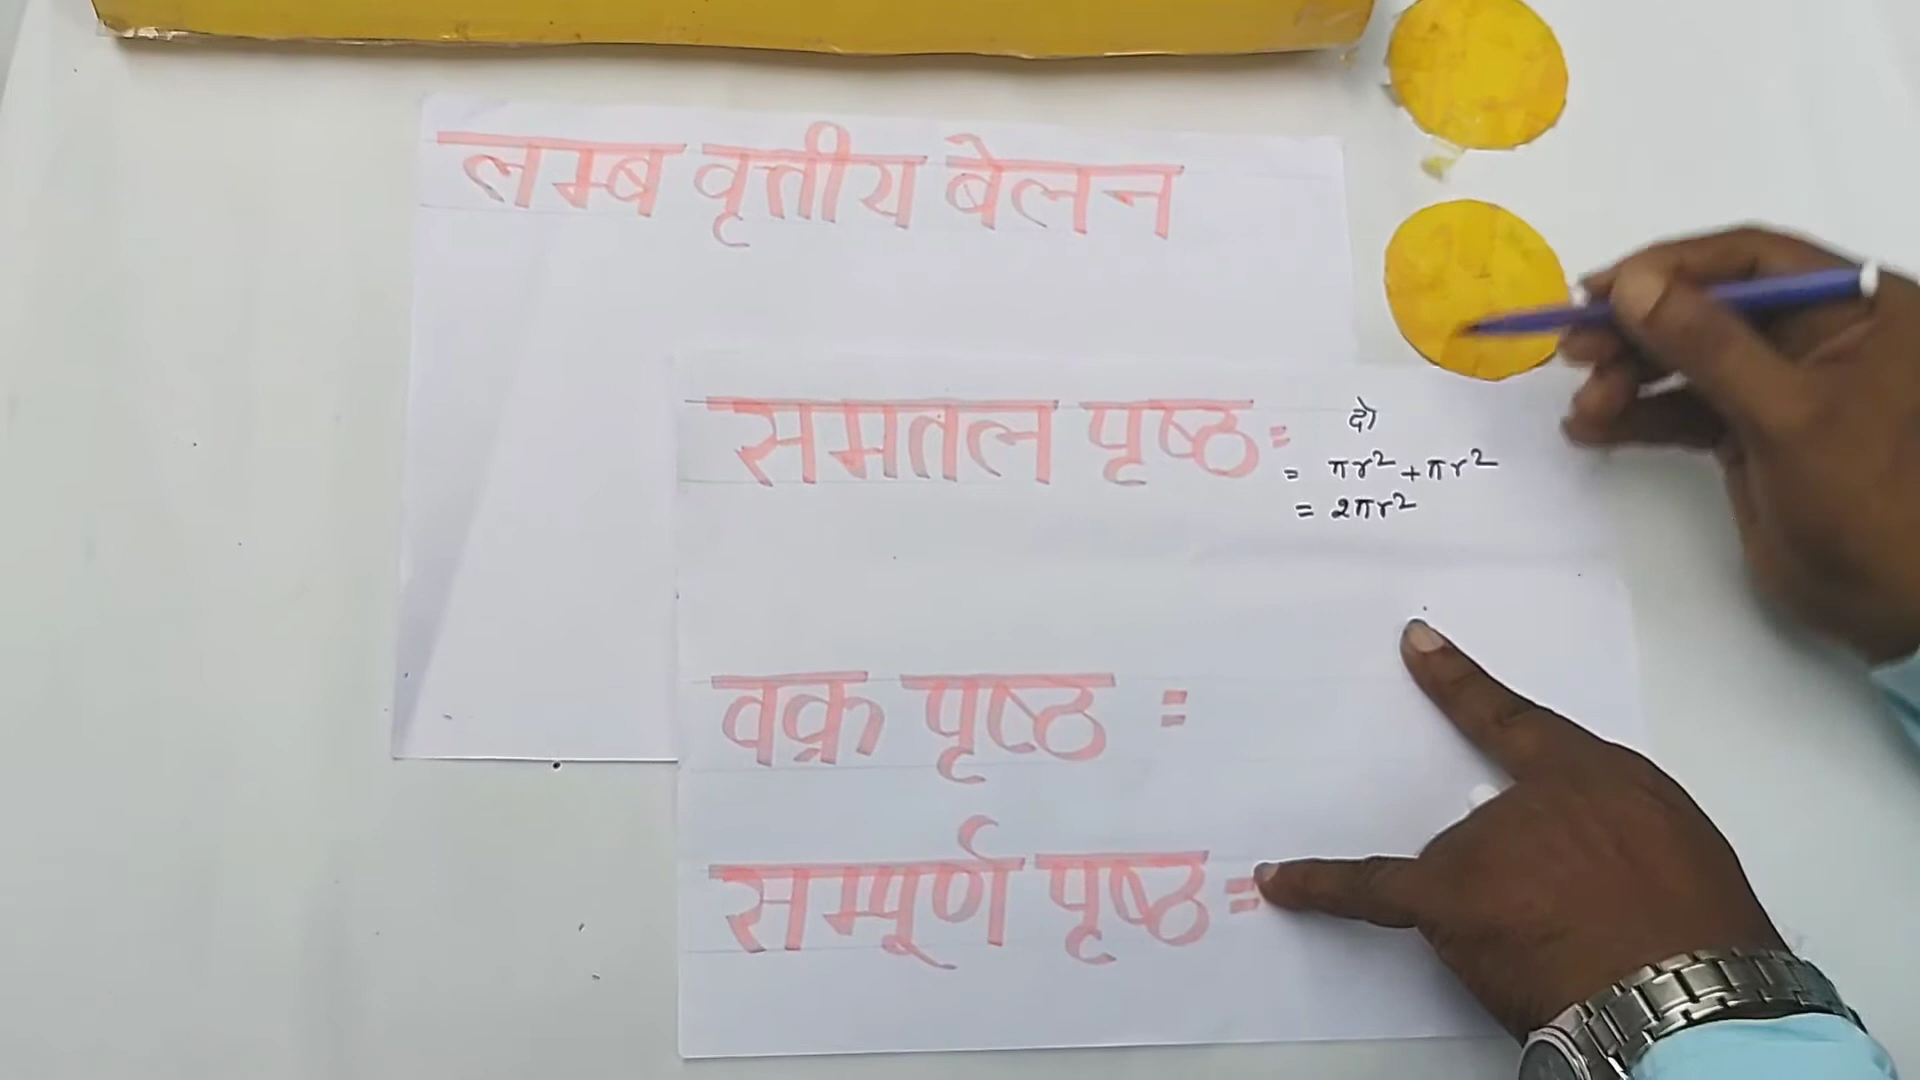 लम्ब वृत्तीय बेलन
समतल पृष्ठ = दो
= πr² + πr²
= 2πr²
वक्र पृष्ठ =
सम्पूर्ण पृष्ठ =